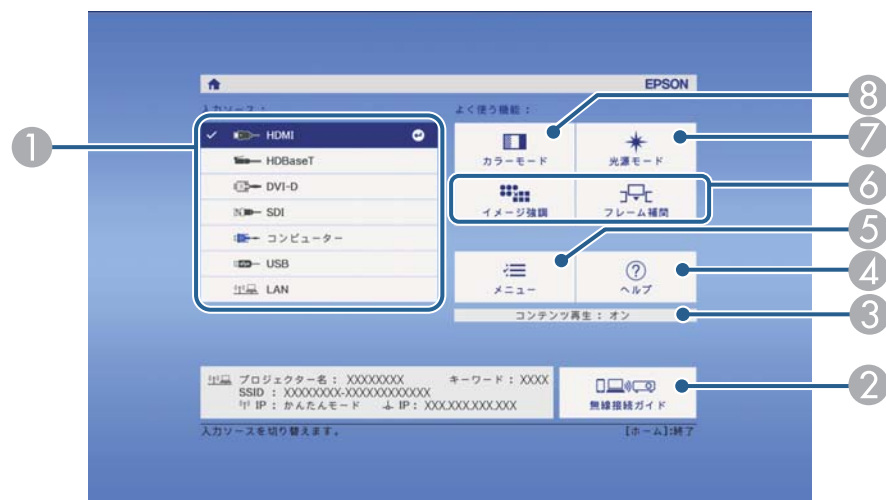 EPSON
入力ソース：
よく使う機能：
HDMI
HDBaseT
DVI-D
SDI
コンピューター
USB
LAN
カラーモード
光源モード
イメージ強調
フレーム補間
メニュー
ヘルプ
コンテンツ再生：オン
プロジェクター名： XXXXXXXX
キーワード：XXXX
SSID ： XXXXXXXX-XXXXXXXXXXXX
IP： かんたんモード
IP： XXX.XXX.XXX.XXX
無線接続ガイド
入力ソースを切り替えます。
[ホーム]:終了
1
8
7
6
5
4
3
2